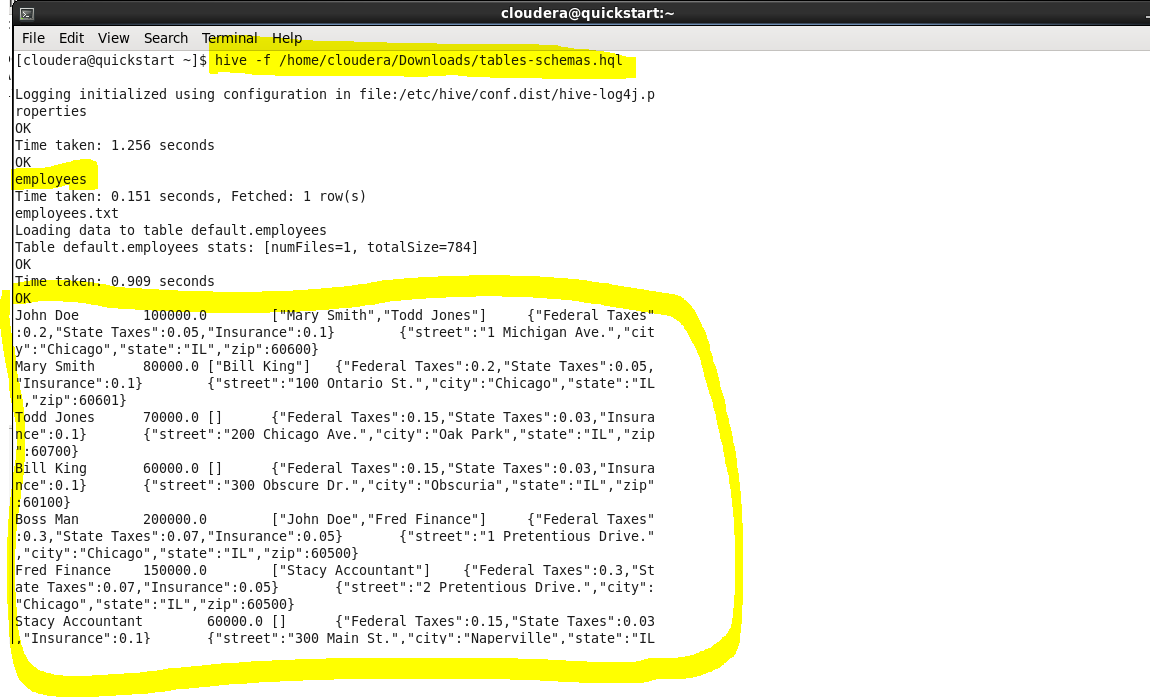 cloudera@quickstart:~
File Edit View Search Terminal Help
[cloudera@quickstart ~]$ hive -f /home/cloudera/Downloads/tables-schemas.hql
Logging initialized using configuration in file:/etc/hive/conf.dist/hive-log4j.p
roperties
OK
Time taken: 1.256 seconds
OK
employees
Time taken: 0.151 seconds, Fetched: 1 row(s)
employees.txt
Loading data to table default.employees
Table default.employees stats: [numFiles=1, totalSize=784]
OK
Time taken: 0.909 seconds
OK
John Doe        100000.0        ["Mary Smith","Todd Jones"]     {"Federal Taxes"
:0.2,"State Taxes":0.05,"Insurance":0.1}        {"street":"1 Michigan Ave.","cit
y":"Chicago","state":"IL","zip":60600}
Mary Smith      80000.0 ["Bill King"]   {"Federal Taxes":0.2,"State Taxes":0.05,
"Insurance":0.1}        {"street":"100 Ontario St.","city":"Chicago","state":"IL
","zip":60601}
Todd Jones      70000.0 []      {"Federal Taxes":0.15,"State Taxes":0.03,"Insura
nce":0.1}       {"street":"200 Chicago Ave.","city":"Oak Park","state":"IL","zip
":60700}
Bill King       60000.0 []      {"Federal Taxes":0.15,"State Taxes":0.03,"Insura
nce":0.1}       {"street":"300 Obscure Dr.","city":"Obscuria","state":"IL","zip"
:60100}
Boss Man        200000.0        ["John Doe","Fred Finance"]     {"Federal Taxes"
:0.3,"State Taxes":0.07,"Insurance":0.05}       {"street":"1 Pretentious Drive."
,"city":"Chicago","state":"IL","zip":60500}
Fred Finance    150000.0        ["Stacy Accountant"]    {"Federal Taxes":0.3,"St
ate Taxes":0.07,"Insurance":0.05}       {"street":"2 Pretentious Drive.","city":
"Chicago","state":"IL","zip":60500}
Stacy Accountant        60000.0 []      {"Federal Taxes":0.15,"State Taxes":0.03
,"Insurance":0.1}       {"street":"300 Main St.","city":"Naperville","state":"IL